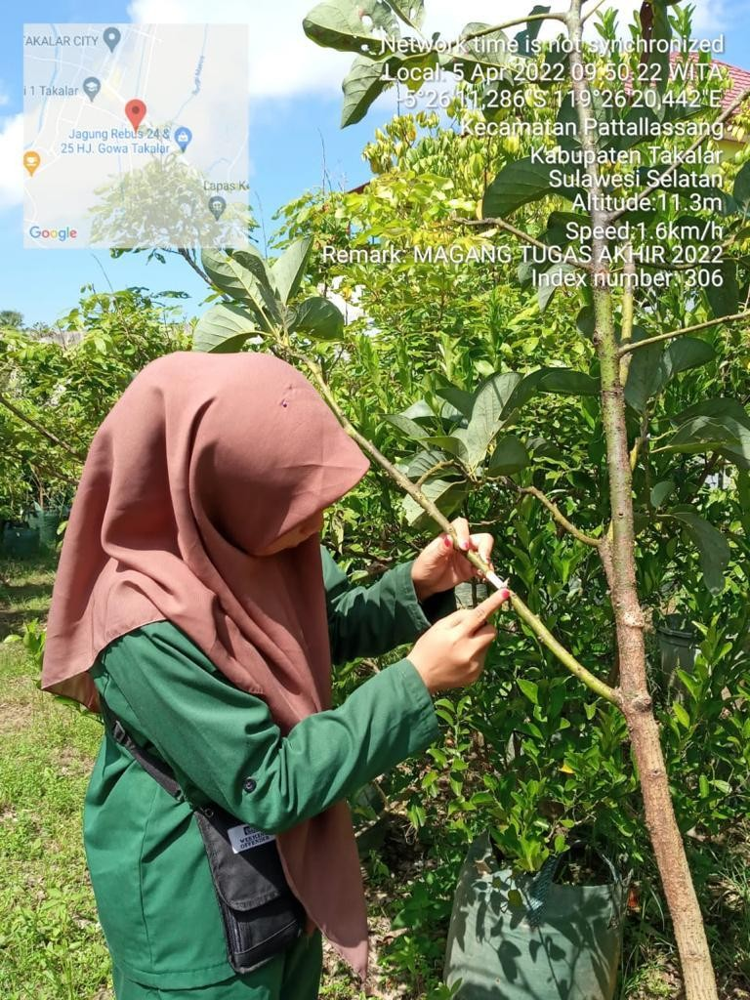 TAKALAR CITY
i 1 Takalar
Jagung Rebus 24 &
25 HJ. Gowa Takalar
Lapas K
Google
Network time is not synchronized
Local: 5 Apr 2022 09.50.22 WITA
-5°26'11,286"S 119°26'20,442"E
Kecamatan Pattallassang
Kabupaten Takalar
Sulawesi Selatan
Altitude:11.3m
Speed:1.6km/h
Remark: MAGANG TUGAS AKHIR 2022
Index number: 306
WEEKEND
OFFENDER